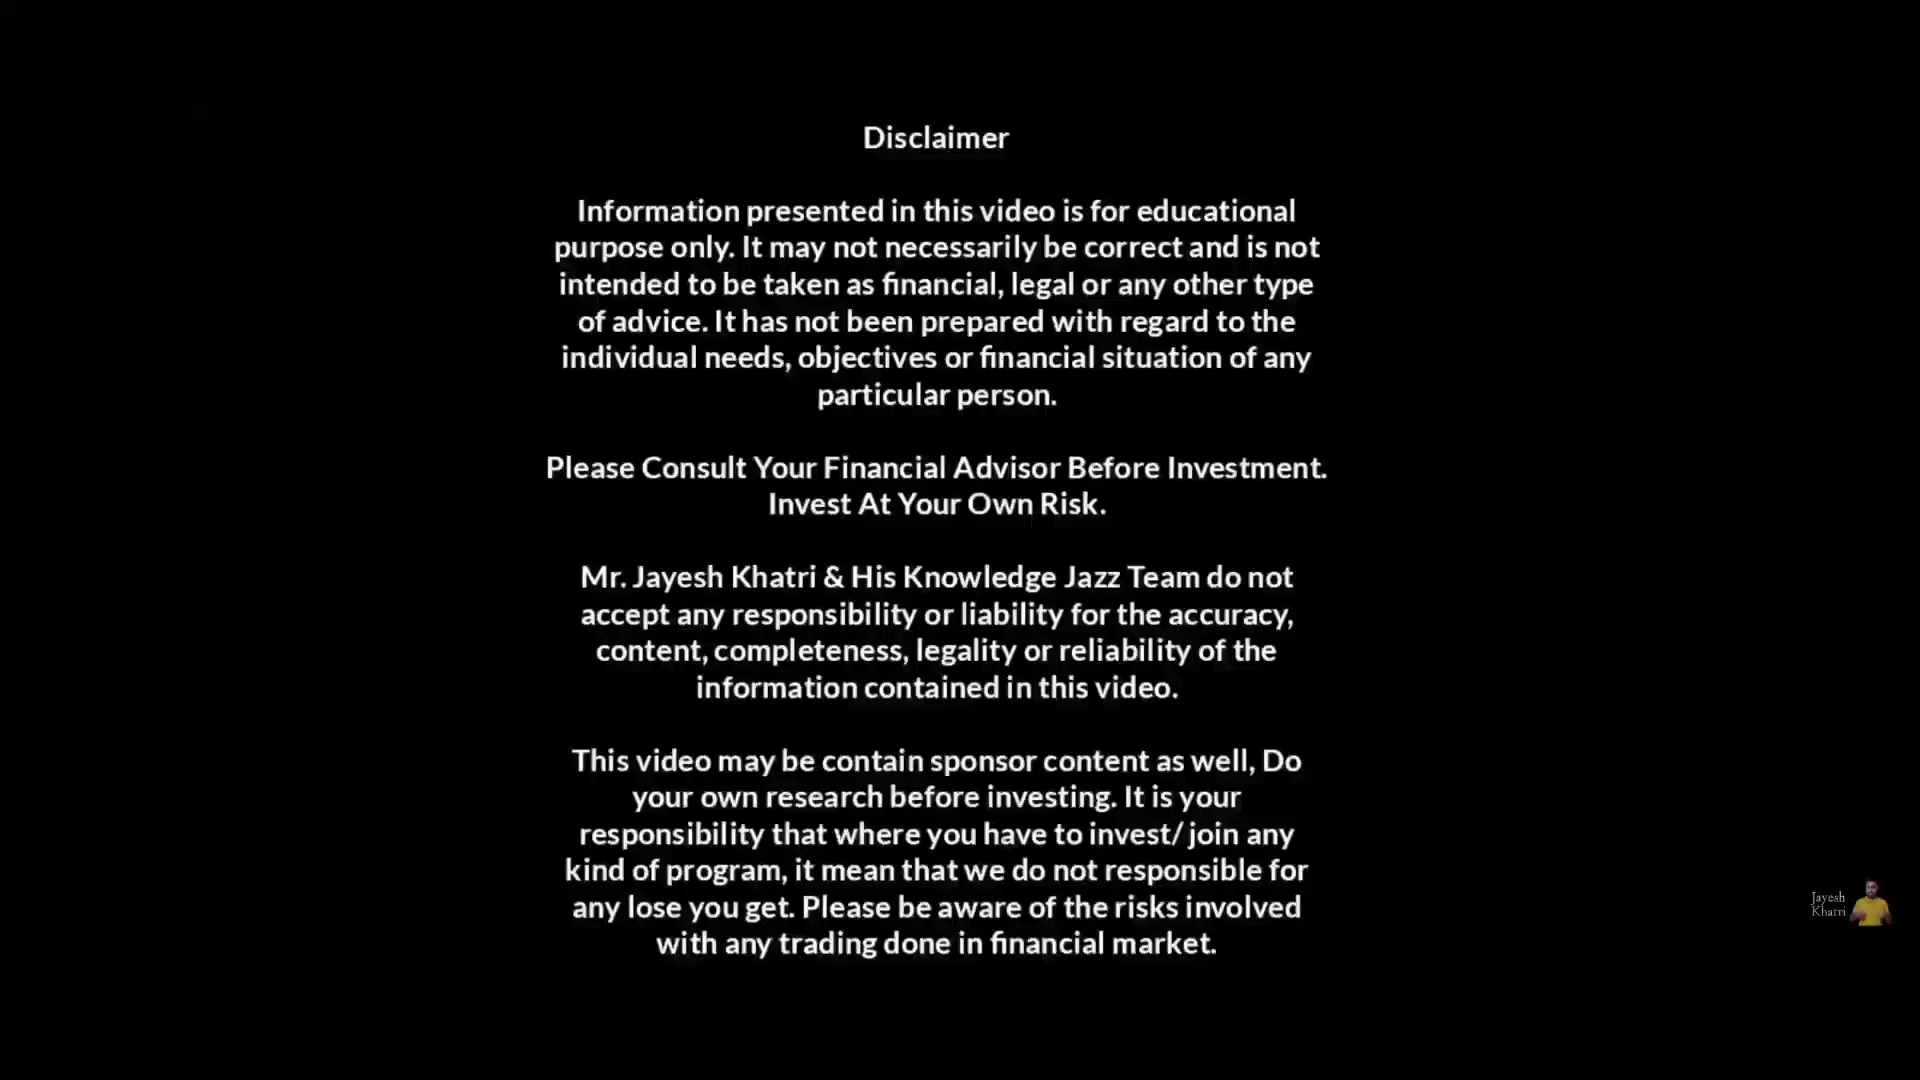 Disclaimer
Information presented in this video is for educational
purpose only. It may not necessarily be correct and is not
intended to be taken as financial, legal or any other type
of advice. It has not been prepared with regard to the
individual needs, objectives or financial situation of any
particular person.
Please Consult Your Financial Advisor Before Investment.
Invest At Your Own Risk.
Mr. Jayesh Khatri & His Knowledge Jazz Team do not
accept any responsibility or liability for the accuracy,
content, completeness, legality or reliability of the
information contained in this video.
This video may be contain sponsor content as well, Do
your own research before investing. It is your
responsibility that where you have to invest/ join any
kind of program, it mean that we do not responsible for
any lose you get. Please be aware of the risks involved
with any trading done in financial market.
Jayesh
Khatri